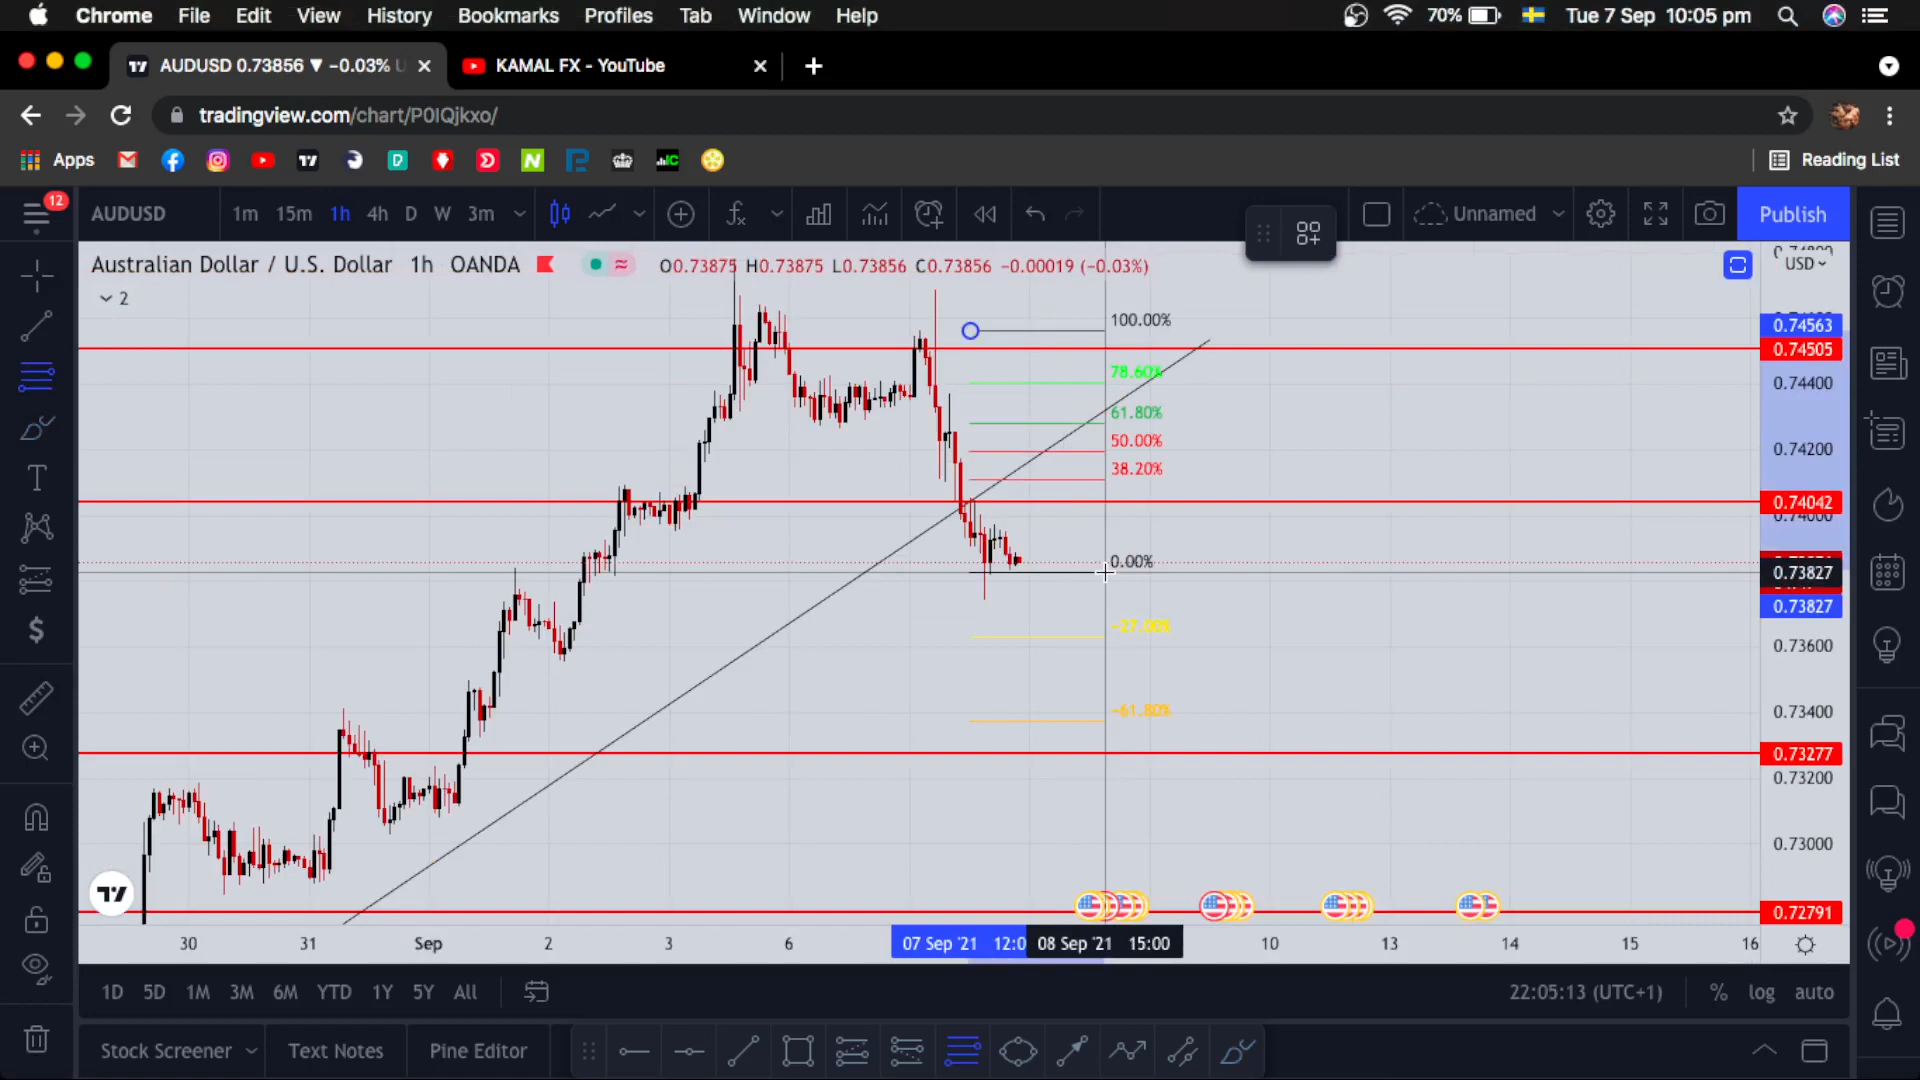 Chrome File Edit View History Bookmarks Profiles Tab Window Help 70% Tue 7 Sep 10:05 pm
AUDUSD 0.73856 ▼ −0.03% U
KAMAL FX - YouTube
tradingview.com/chart/P0IQjkxo/
Apps
Reading List
12
AUDUSD 1m 15m 1h 4h D W 3m Unnamed Publish
Australian Dollar / U.S. Dollar 1h OANDA O0.73875 H0.73875 L0.73856 C0.73856 −0.00019 (−0.03%)
USD
2
100.00%
0.74563
0.74505
78.60%
0.74400
61.80%
50.00%
0.74200
38.20%
0.74042
0.74000
0.00%
0.73827
0.73827
−27.00%
0.73600
−61.80%
0.73400
0.73277
0.73200
0.73000
0.72791
30 31 Sep 2 3 6 07 Sep '21 12:0 08 Sep '21 15:00 10 13 14 15 16
1D 5D 1M 3M 6M YTD 1Y 5Y All 22:05:13 (UTC+1) % log auto
Stock Screener Text Notes Pine Editor